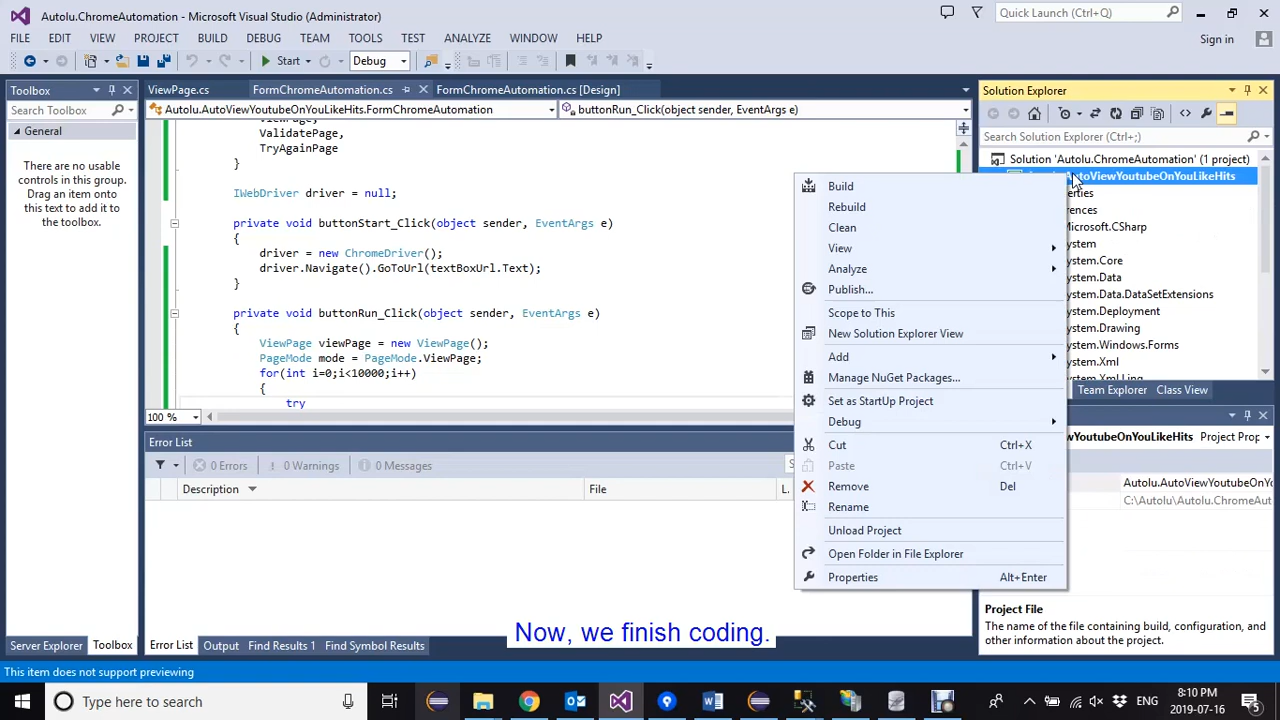 Autolu.ChromeAutomation - Microsoft Visual Studio (Administrator)
Quick Launch (Ctrl+Q)
FILE EDIT VIEW PROJECT BUILD DEBUG TEAM TOOLS TEST ANALYZE WINDOW HELP
Sign in
Start
Debug
Toolbox
Search Toolbox
General
There are no usable
controls in this group.
Drag an item onto
this text to add it to
the toolbox.
ViewPage.cs
FormChromeAutomation.cs
FormChromeAutomation.cs [Design]
Autolu.AutoViewYoutubeOnYouLikeHits.FormChromeAutomation
buttonRun_Click(object sender, EventArgs e)
ViewPage,
ValidatePage,
TryAgainPage
}
IWebDriver driver = null;
private void buttonStart_Click(object sender, EventArgs e)
{
driver = new ChromeDriver();
driver.Navigate().GoToUrl(textBoxUrl.Text);
}
private void buttonRun_Click(object sender, EventArgs e)
{
ViewPage viewPage = new ViewPage();
PageMode mode = PageMode.ViewPage;
for(int i=0;i<10000;i++)
{
try
100 %
Build
Rebuild
Clean
View
Analyze
Publish...
Scope to This
New Solution Explorer View
Add
Manage NuGet Packages...
Set as StartUp Project
Debug
Cut Ctrl+X
Paste Ctrl+V
Remove Del
Rename
Unload Project
Open Folder in File Explorer
Properties Alt+Enter
Solution Explorer
Search Solution Explorer (Ctrl+;)
Solution 'Autolu.ChromeAutomation' (1 project)
toViewYoutubeOnYouLikeHits
erties
rences
Microsoft.CSharp
ystem
ystem.Core
ystem.Data
ystem.Data.DataSetExtensions
ystem.Deployment
ystem.Drawing
ystem.Windows.Forms
ystem.Xml
ystem.Xml.Linq
Team Explorer
Class View
wYoutubeOnYouLikeHits Project Prop
Autolu.AutoViewYoutubeOnYo
C:\Autolu\Autolu.ChromeAut
Project File
The name of the file containing build, configuration, and
other information about the project.
Error List
0 Errors
0 Warnings
0 Messages
S
Description
File
L.
Now, we finish coding.
Server Explorer
Toolbox
Error List
Output
Find Results 1
Find Symbol Results
This item does not support previewing
Type here to search
ENG
8:10 PM
2019-07-16